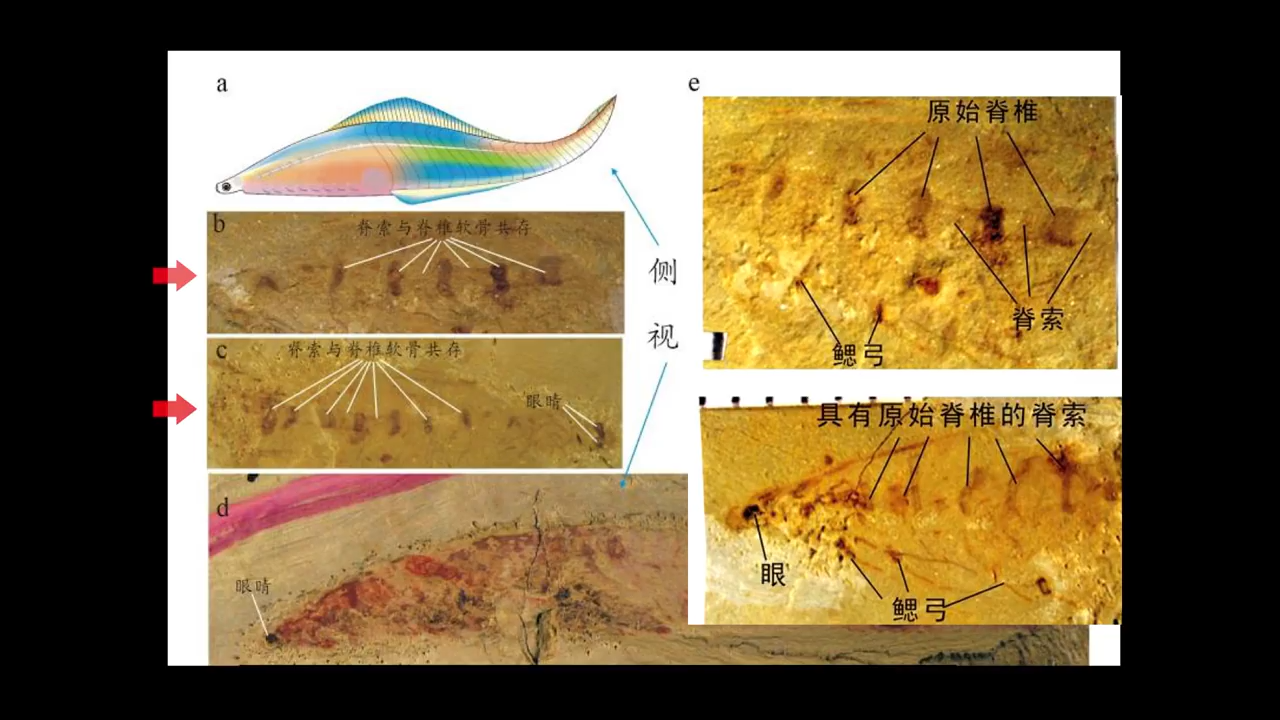 a
b
脊索与脊椎软骨共存
c
脊索与脊椎软骨共存
眼睛
d
眼睛
侧
视
e
原始脊椎
脊索
鳃弓
具有原始脊椎的脊索
眼
鳃弓